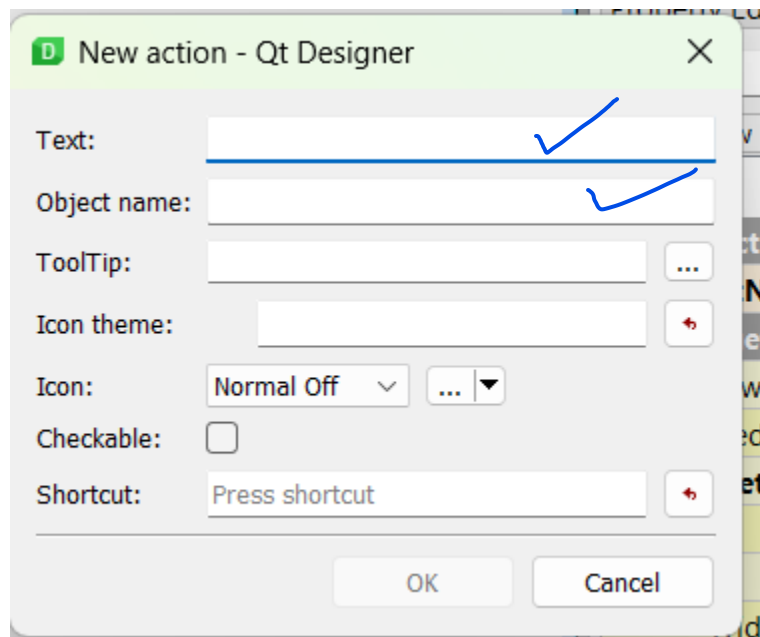 New action - Qt Designer
Text:
Object name:
ToolTip:
...
Icon theme:
Icon:
Normal Off
...
Checkable:
Shortcut:
Press shortcut
OK
Cancel